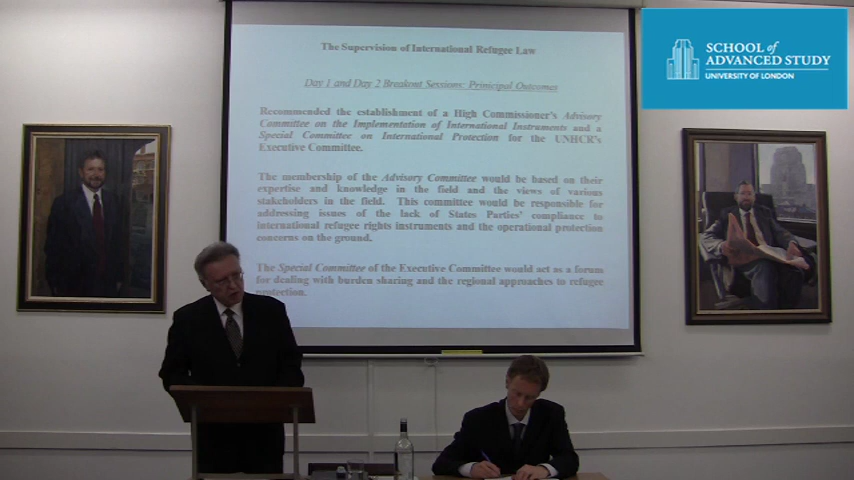 The Supervision of International Refugee Law
Day 1 and Day 2 Breakout Sessions: Prinicipal Outcomes
Recommended the establishment of a High Commissioner's Advisory
Committee on the Implementation of International Instruments and a
Special Committee on International Protection for the UNHCR's
Executive Committee.
The membership of the Advisory Committee would be based on their
expertise and knowledge in the field and the views of various
stakeholders in the field. This committee would be responsible for
addressing issues of the lack of States Parties' compliance to
international refugee rights instruments and the operational protection
concerns on the ground.
The Special Committee of the Executive Committee would act as a forum
for dealing with burden sharing and the regional approaches to refugee
protection.
SCHOOL of
ADVANCED STUDY
UNIVERSITY OF LONDON